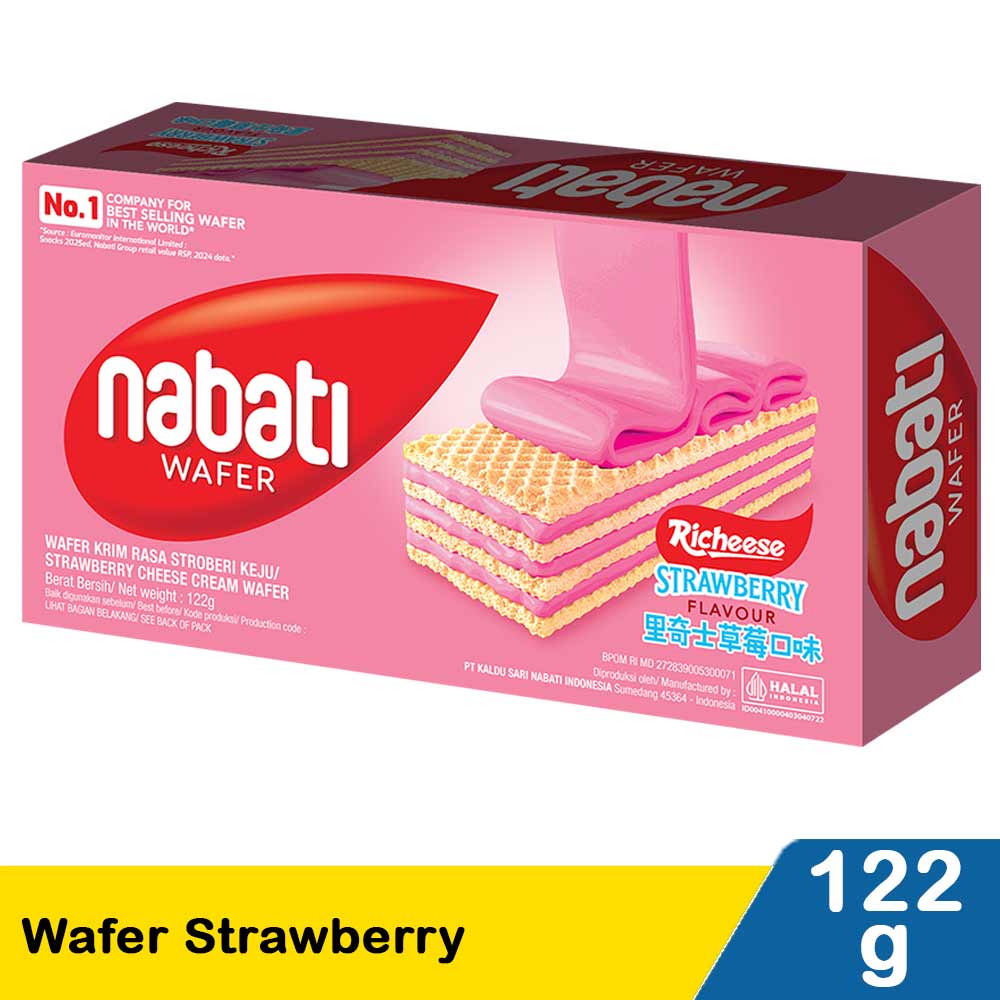 Richeese
STRAWBERRY
FLAVOUR
nabati
WAFER
No.1
COMPANY FOR
BEST SELLING WAFER
IN THE WORLD*
"Source : Euromonitor International Limited :
Snacks 2025ed, Nabati Group retail value RSP, 2024 data."
nabati
WAFER
WAFER KRIM RASA STROBERI KEJU/
STRAWBERRY CHEESE CREAM WAFER
Berat Bersih/ Net weight : 122g
Baik digunakan sebelum/ Best before/ Kode produksi/ Production code :
LIHAT BAGIAN BELAKANG/ SEE BACK OF PACK
Richeese
STRAWBERRY
FLAVOUR
里奇士草莓口味
BPOM RI MD 272839005300071
Diproduksi oleh/ Manufactured by :
PT KALDU SARI NABATI INDONESIA Sumedang 45364 - Indonesia
HALAL
INDONESIA
ID00410000403040722
nabati
WAFER
Wafer Strawberry
122
g